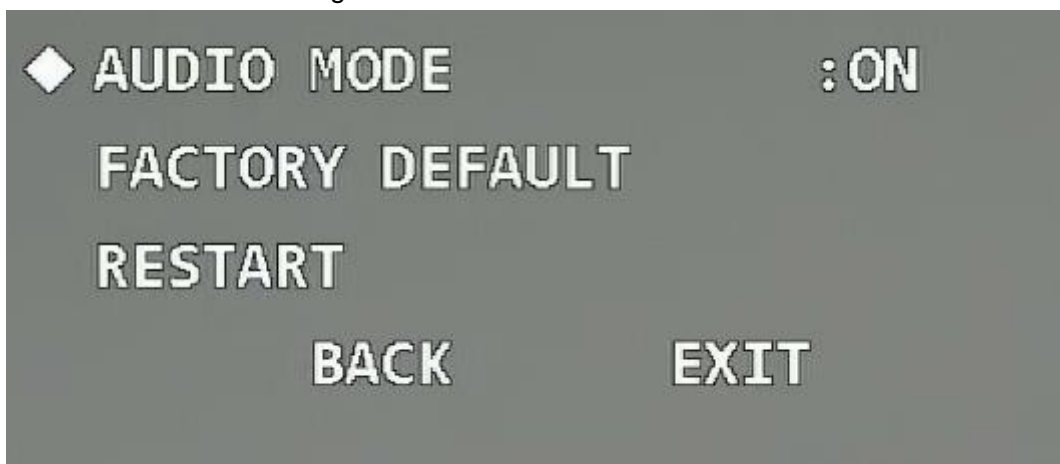 ◆ AUDIO MODE :ON
FACTORY DEFAULT
RESTART
BACK EXIT